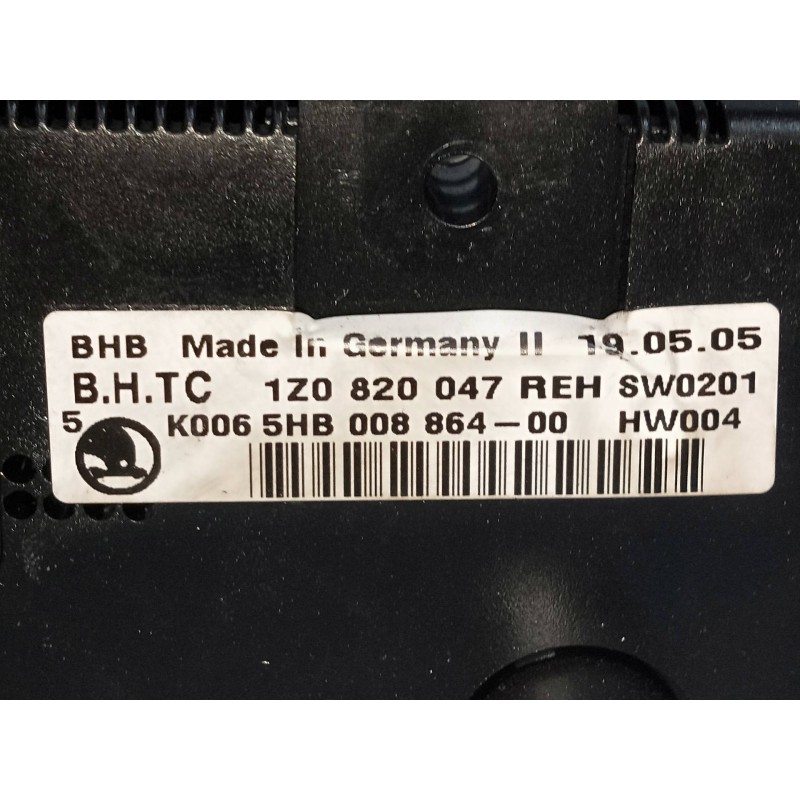 BHB Made In Germany II 19.05.05
B.H.TC 1Z0 820 047 REH SW0201
5 K006 5HB 008 864-00 HW004